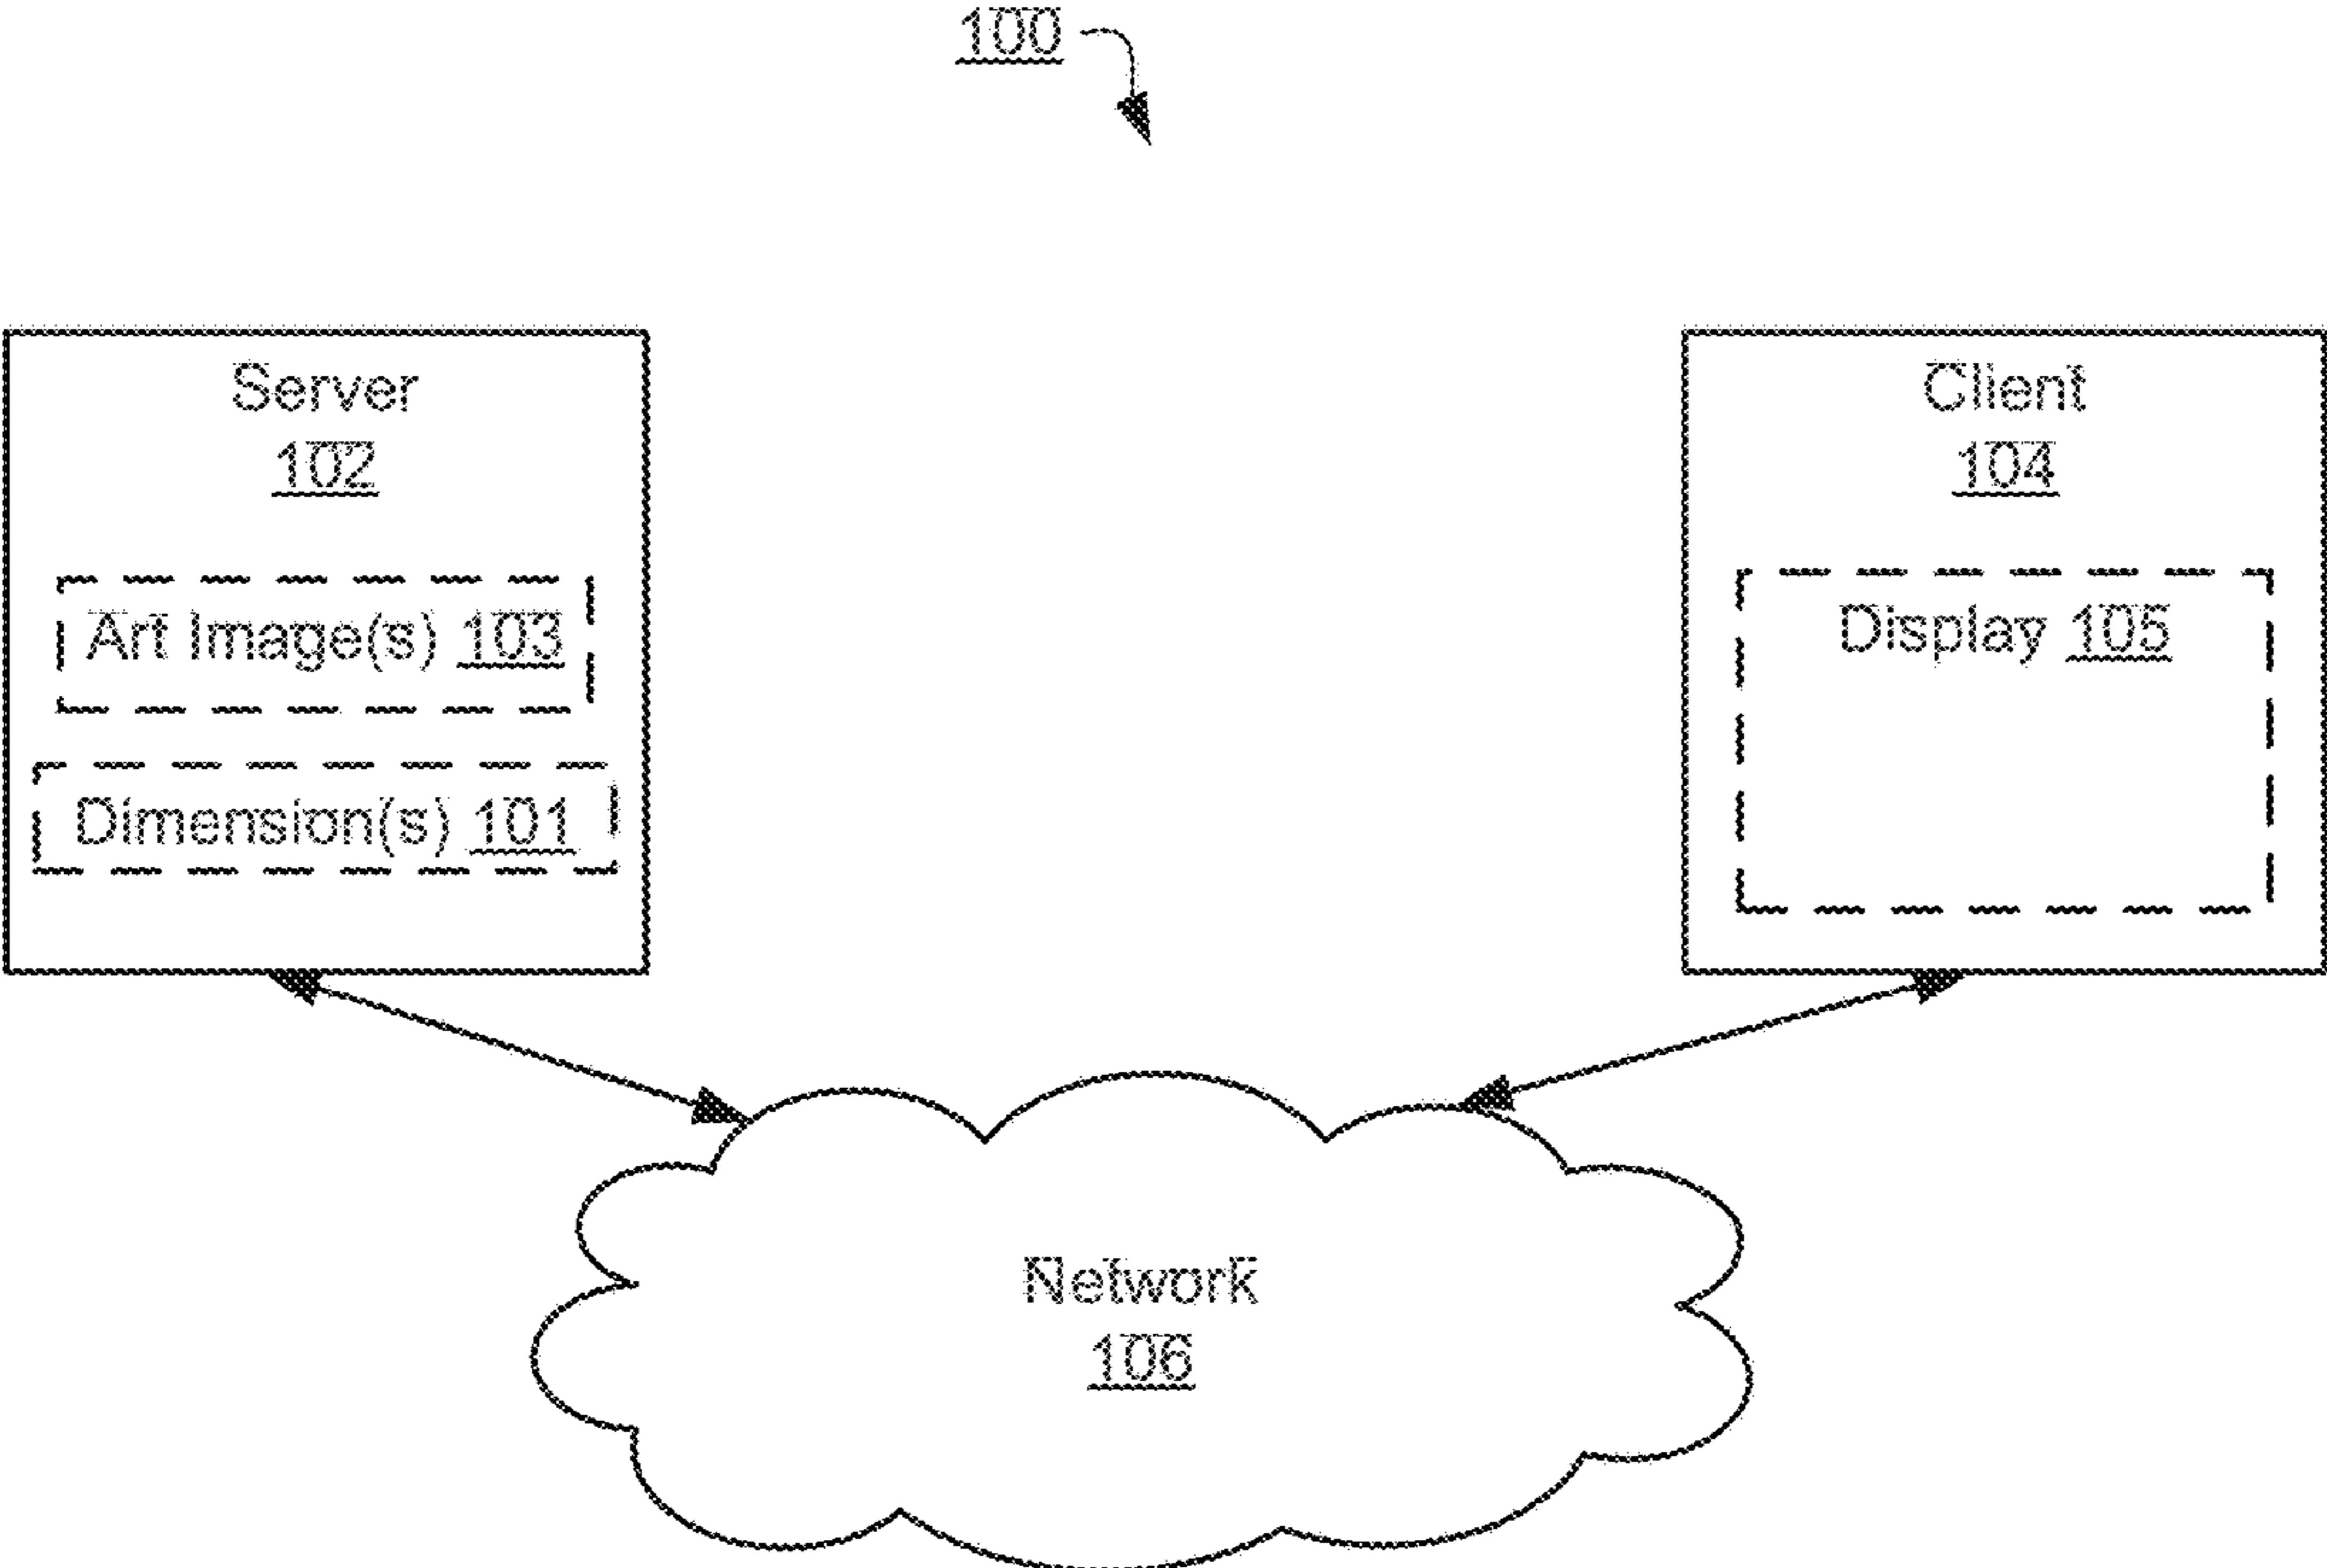 100
Server
102
Art Image(s) 103
Dimension(s) 101
Client
104
Display 105
Network
106